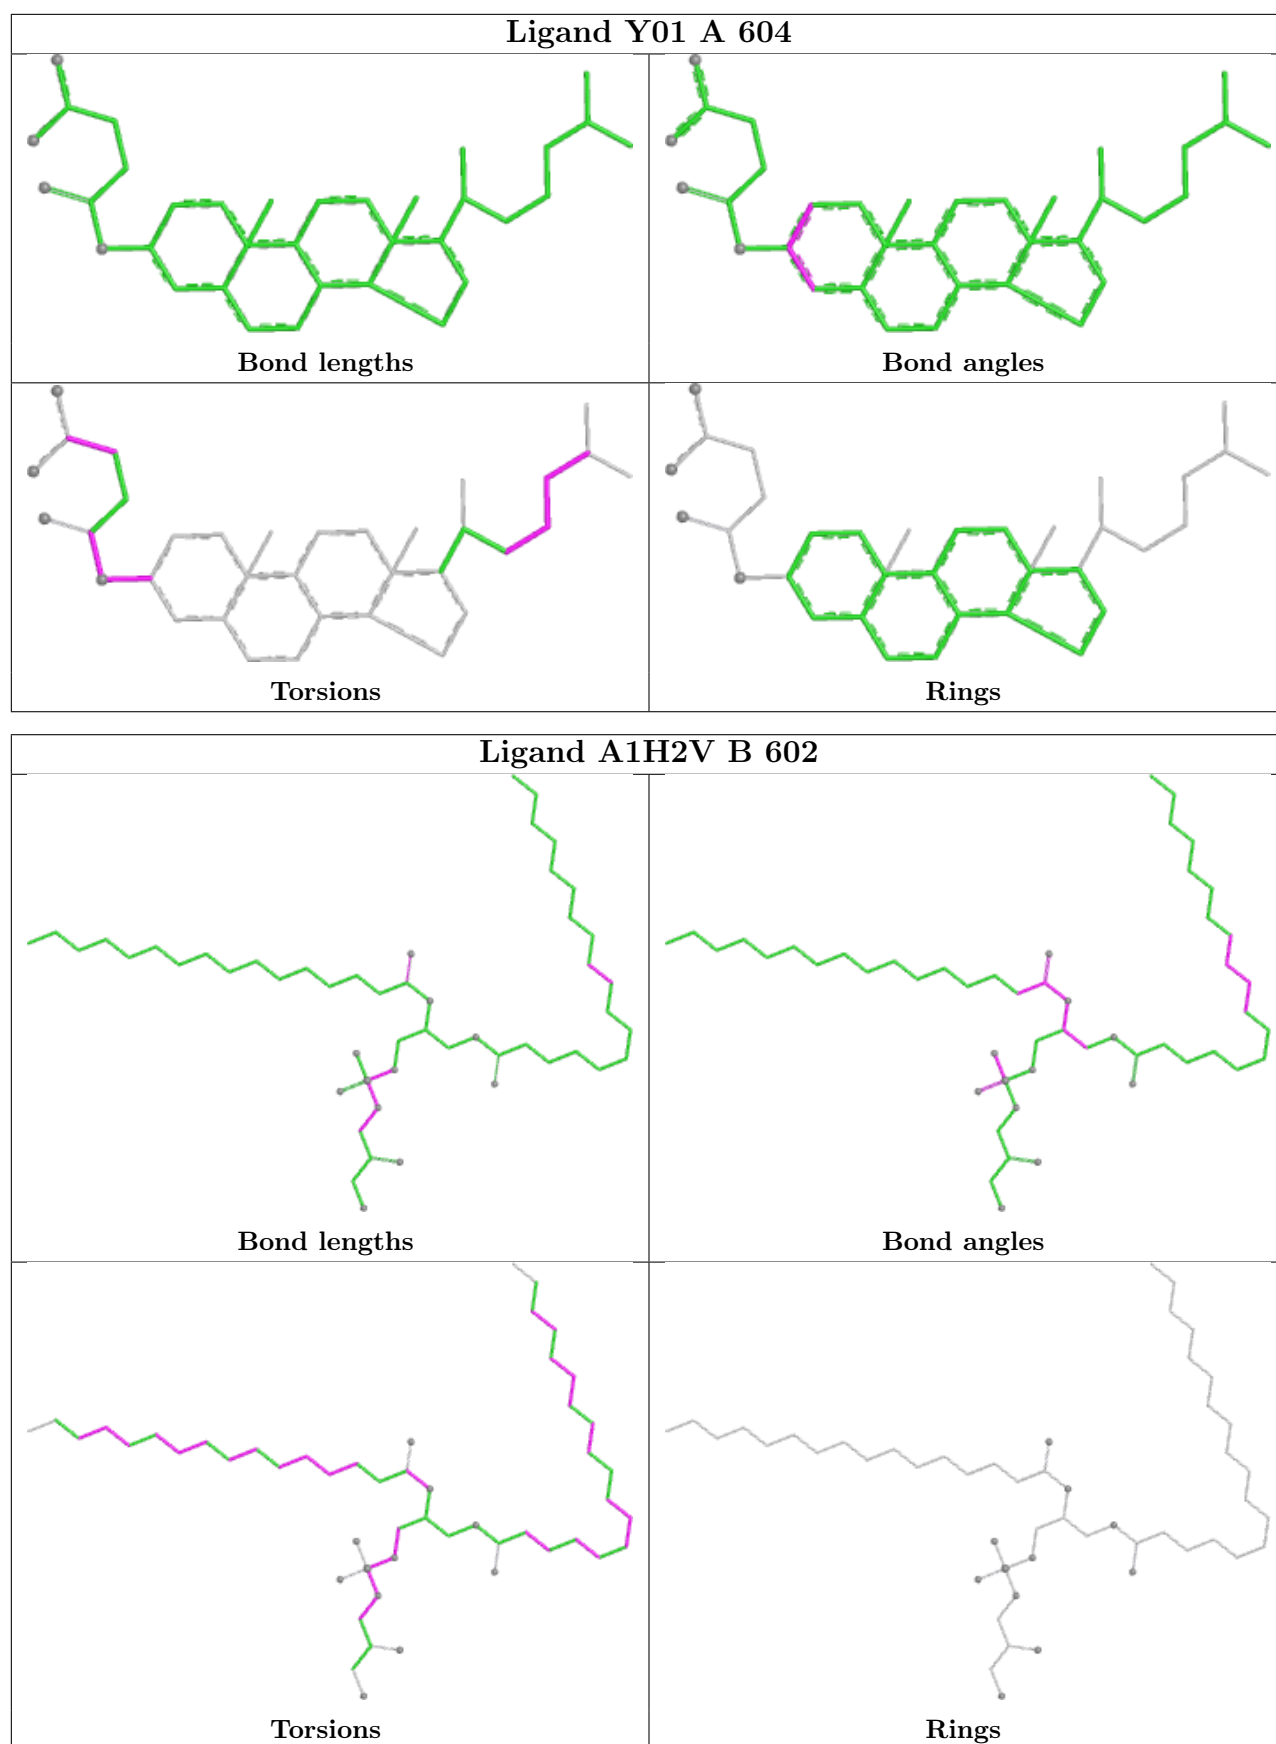 Ligand Y01 A 604
Bond lengths
Bond angles
Torsions
Rings
Ligand A1H2V B 602
Bond lengths
Bond angles
Torsions
Rings